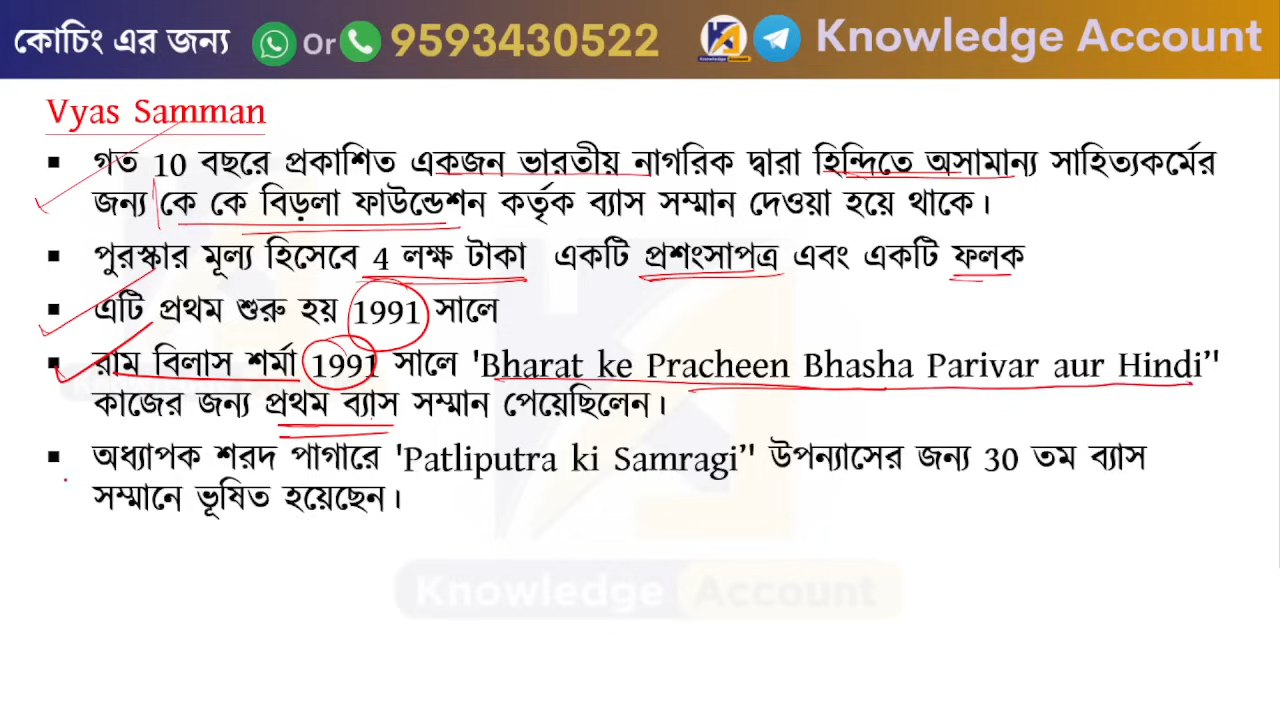 কোচিং এর জন্য Or 9593430522 Knowledge Account
Vyas Samman
▪ গত 10 বছরে প্রকাশিত একজন ভারতীয় নাগরিক দ্বারা হিন্দিতে অসামান্য সাহিত্যকর্মের
জন্য কে কে বিড়লা ফাউন্ডেশন কর্তৃক ব্যাস সম্মান দেওয়া হয়ে থাকে।
▪ পুরস্কার মূল্য হিসেবে 4 লক্ষ টাকা একটি প্রশংসাপত্র এবং একটি ফলক
▪ এটি প্রথম শুরু হয় 1991 সালে
▪ রাম বিলাস শর্মা 1991 সালে 'Bharat ke Pracheen Bhasha Parivar aur Hindi"
কাজের জন্য প্রথম ব্যাস সম্মান পেয়েছিলেন।
▪ অধ্যাপক শরদ পাগারে 'Patliputra ki Samragi" উপন্যাসের জন্য 30 তম ব্যাস
সম্মানে ভূষিত হয়েছেন।
Knowledge Account